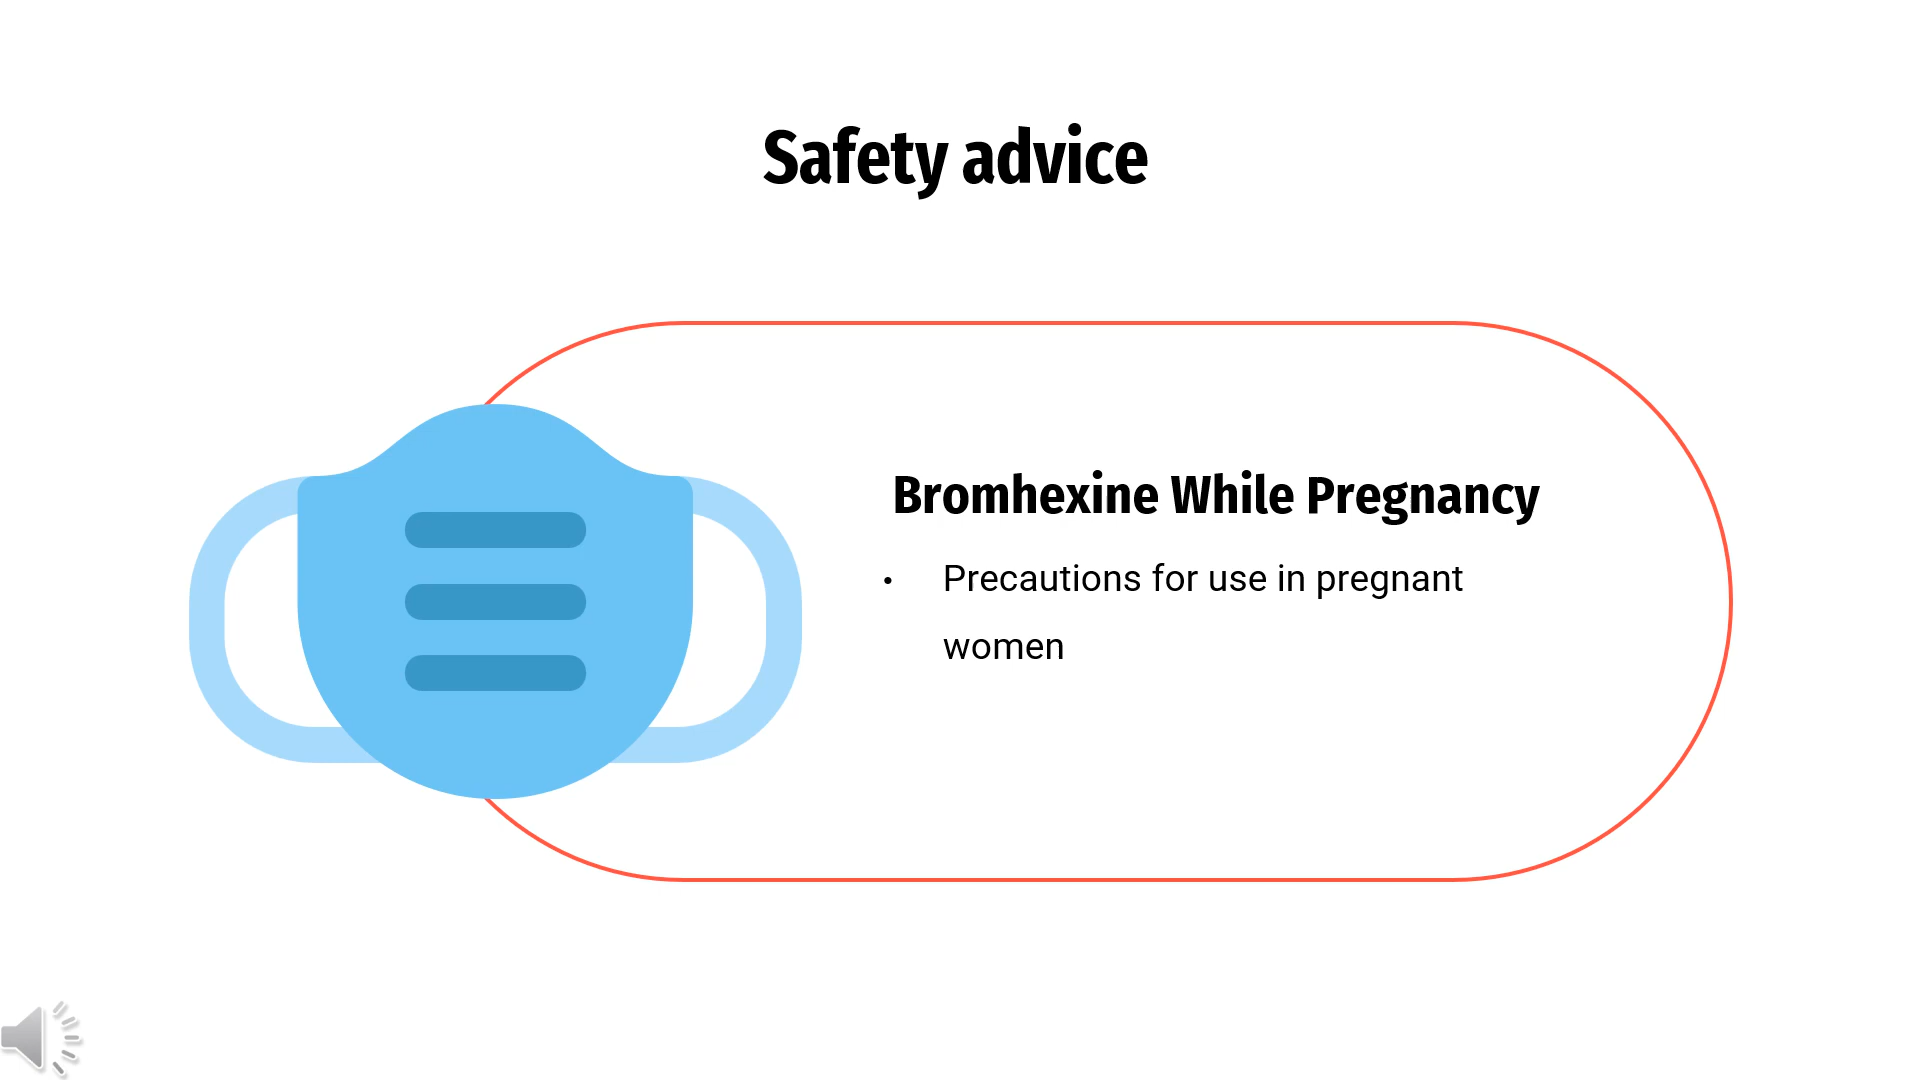 Safety advice
Bromhexine While Pregnancy
• Precautions for use in pregnant
women